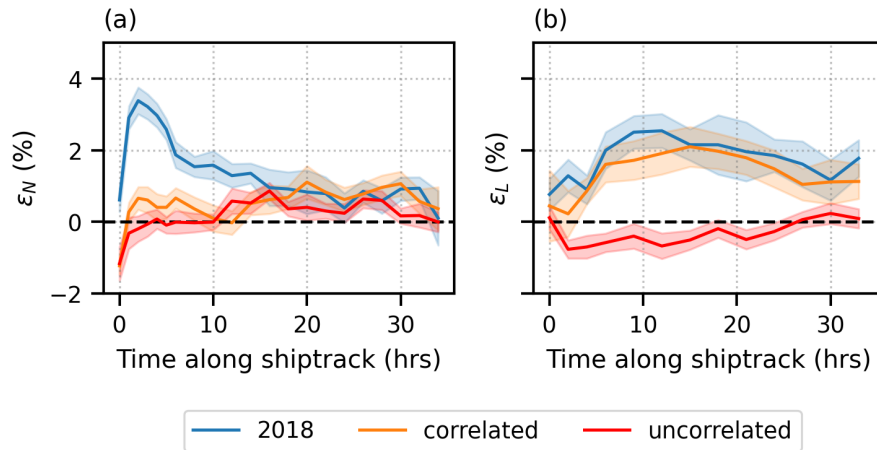 (a)
(b)
ε_N (%)
4
2
0
−2
0 10 20 30
Time along shiptrack (hrs)
ε_L (%)
0 10 20 30
Time along shiptrack (hrs)
2018 correlated uncorrelated